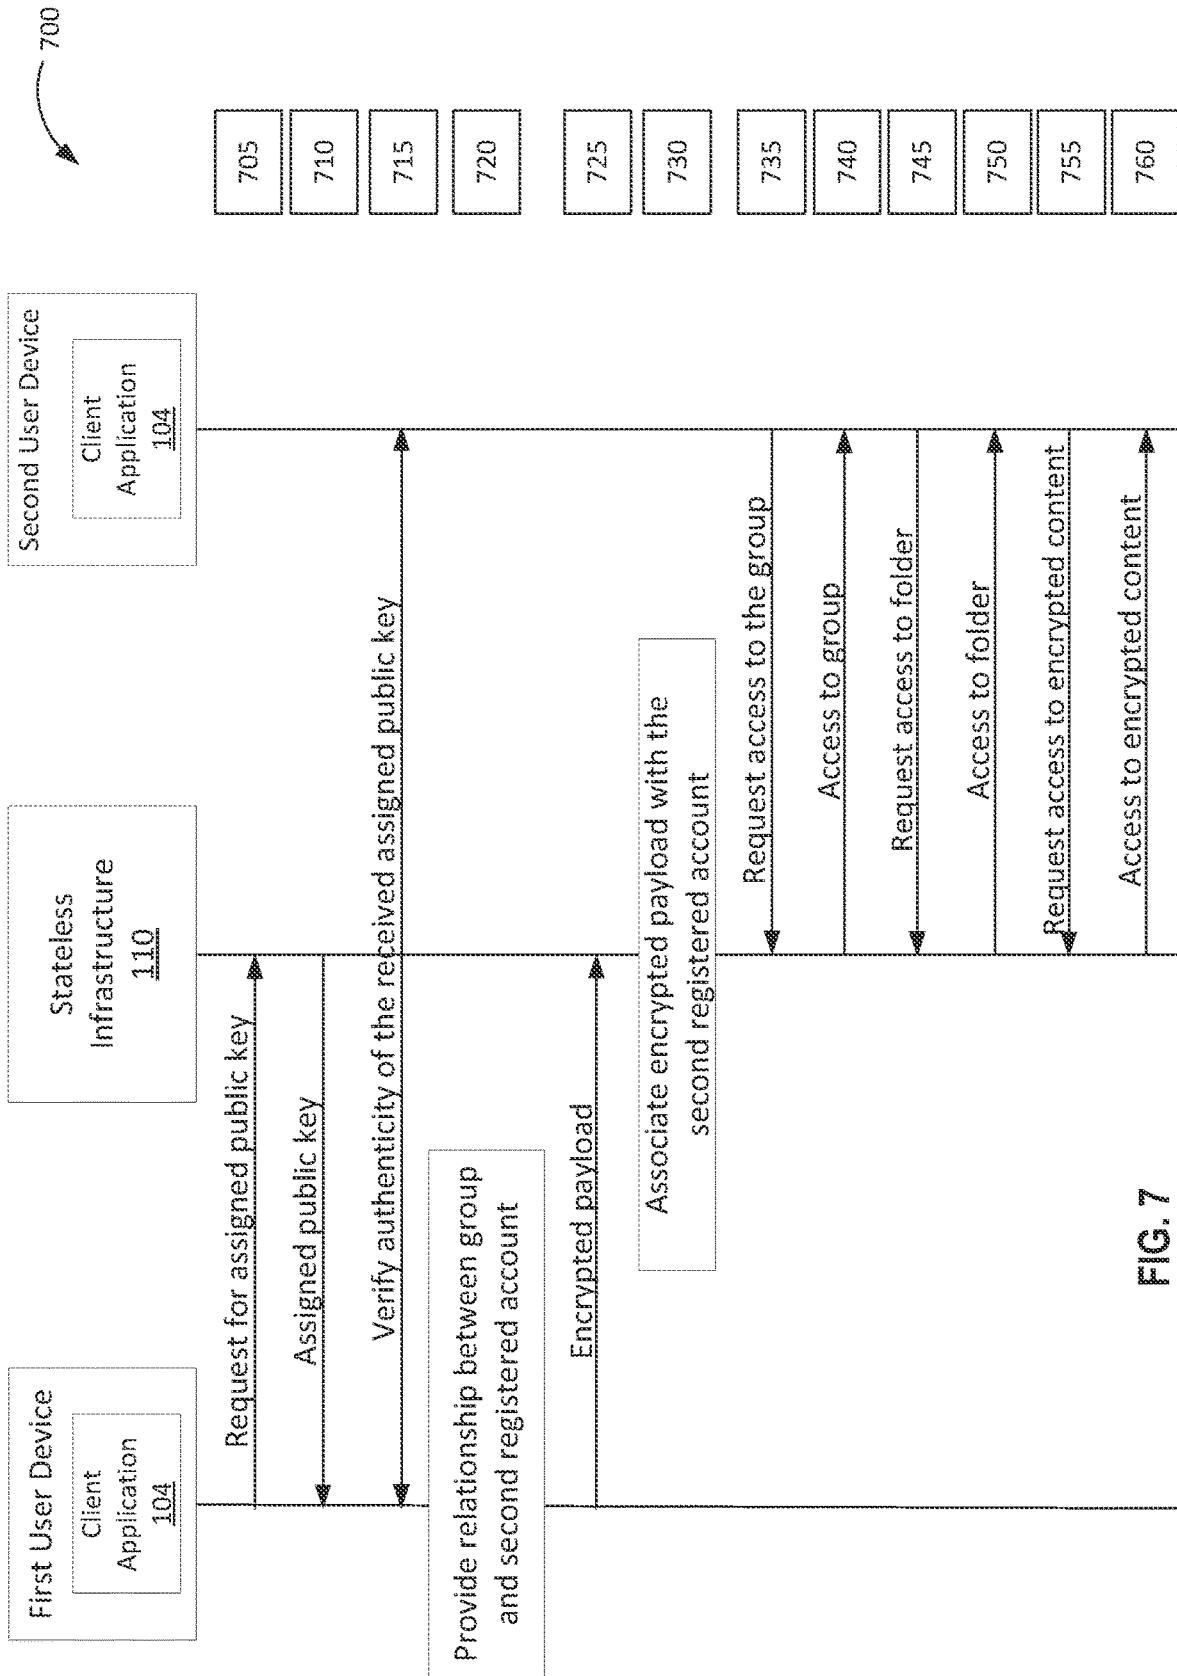 700
First User Device
Client
Application
104
Stateless
Infrastructure
110
Second User Device
Client
Application
104
Request for assigned public key
705
Assigned public key
710
Verify authenticity of the received assigned public key
715
Provide relationship between group
and second registered account
720
Encrypted payload
725
Associate encrypted payload with the
second registered account
730
Request access to the group
735
Access to group
740
Request access to folder
745
Access to folder
750
Request access to encrypted content
755
Access to encrypted content
760
FIG. 7